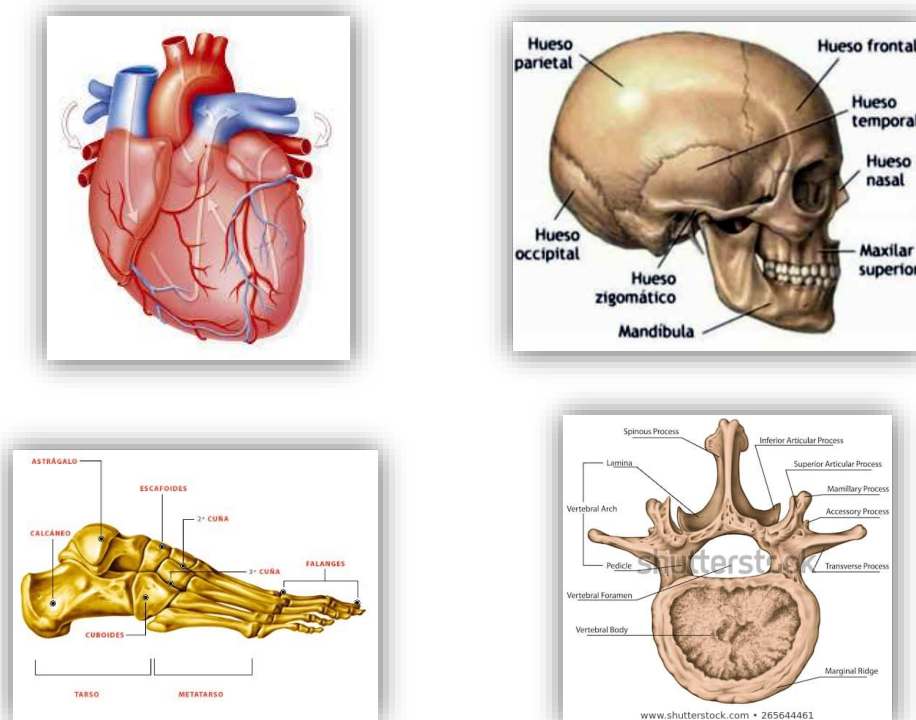 Hueso
parietal
Hueso frontal
Hueso
temporal
Hueso
nasal
Hueso
occipital
Hueso
zigomático
Maxilar
superior
Mandíbula
ASTRÁGALO
ESCAFOIDES
2ª CUÑA
CALCÁNEO
3ª CUÑA
FALANGES
CUBOIDES
TARSO
METATARSO
Spinous Process
Inferior Articular Process
Lamina
Superior Articular Process
Mamillary Process
Vertebral Arch
Accessory Process
shutterstock
Pedicle
Transverse Process
Vertebral Foramen
Vertebral Body
Marginal Ridge
www.shutterstock.com • 265644461